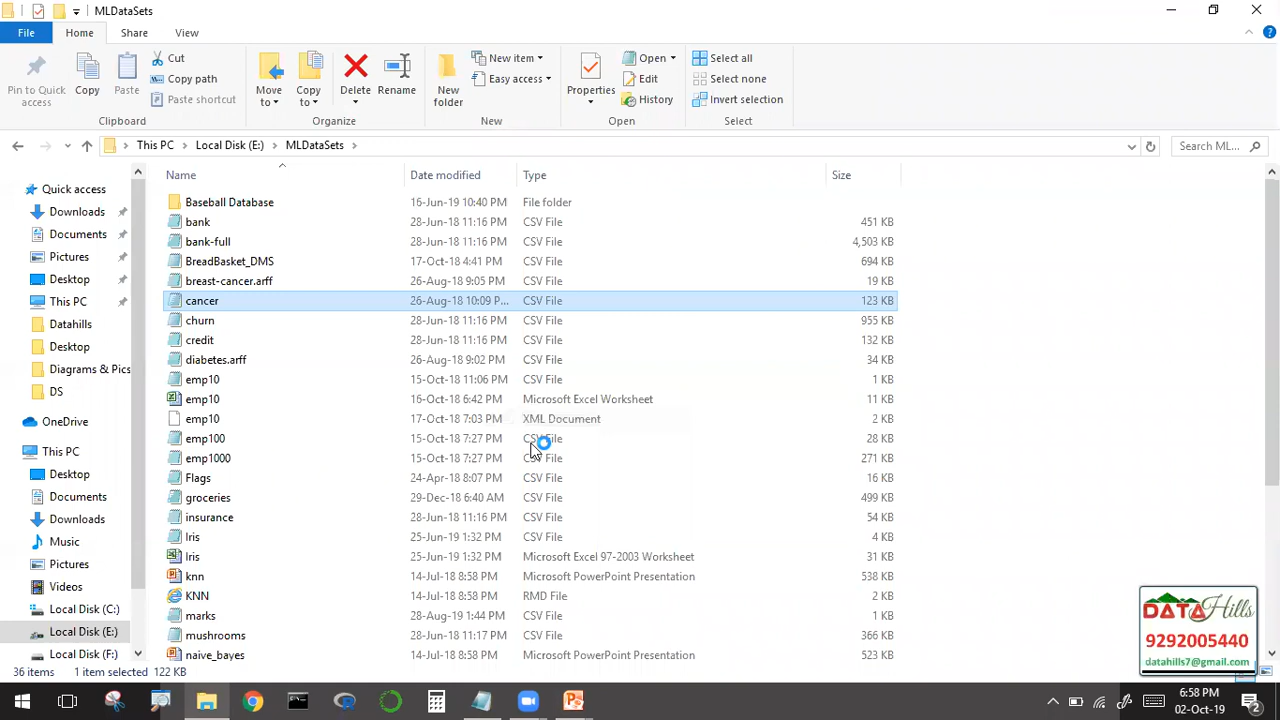 MLDataSets
File Home Share View
Pin to Quick access
Copy
Paste
Cut
Copy path
Paste shortcut
Clipboard
Move to
Copy to
Delete
Rename
Organize
New folder
New item
Easy access
New
Properties
Open
Edit
History
Open
Select all
Select none
Invert selection
Select
This PC > Local Disk (E:) > MLDataSets >
Search ML...
Name Date modified Type Size
Quick access
Downloads
Documents
Pictures
Desktop
This PC
Datahills
Desktop
Diagrams & Pics
DS
OneDrive
This PC
Desktop
Documents
Downloads
Music
Pictures
Videos
Local Disk (C:)
Local Disk (E:)
Local Disk (F:)
Baseball Database 16-Jun-19 10:40 PM File folder
bank 28-Jun-18 11:16 PM CSV File 451 KB
bank-full 28-Jun-18 11:16 PM CSV File 4,503 KB
BreadBasket_DMS 17-Oct-18 4:41 PM CSV File 694 KB
breast-cancer.arff 26-Aug-18 9:05 PM CSV File 19 KB
cancer 26-Aug-18 10:09 P... CSV File 123 KB
churn 28-Jun-18 11:16 PM CSV File 955 KB
credit 28-Jun-18 11:16 PM CSV File 132 KB
diabetes.arff 26-Aug-18 9:02 PM CSV File 34 KB
emp10 15-Oct-18 11:06 PM CSV File 1 KB
emp10 16-Oct-18 6:42 PM Microsoft Excel Worksheet
emp10 17-Oct-18 7:03 PM XML Document 2 KB
emp100 15-Oct-18 7:27 PM CSV File 28 KB
emp1000 15-Oct-18 7:27 PM CSV File 271 KB
Flags 24-Apr-18 8:07 PM CSV File 16 KB
groceries 29-Dec-18 6:40 AM CSV File 499 KB
insurance 28-Jun-18 11:16 PM CSV File 54 KB
Iris 25-Jun-19 1:32 PM CSV File 4 KB
Iris 25-Jun-19 1:32 PM Microsoft Excel 97-2003 Worksheet 31 KB
knn 14-Jul-18 8:58 PM Microsoft PowerPoint Presentation 538 KB
KNN 14-Jul-18 8:58 PM RMD File 2 KB
marks 28-Aug-19 1:44 PM CSV File 1 KB
mushrooms 28-Jun-18 11:17 PM CSV File 366 KB
naive_bayes 14-Jul-18 8:58 PM Microsoft PowerPoint Presentation 523 KB
DATAHills
9292005440
datahills7@gmail.com
36 items 1 item selected 122 KB
6:58 PM
02-Oct-19
2